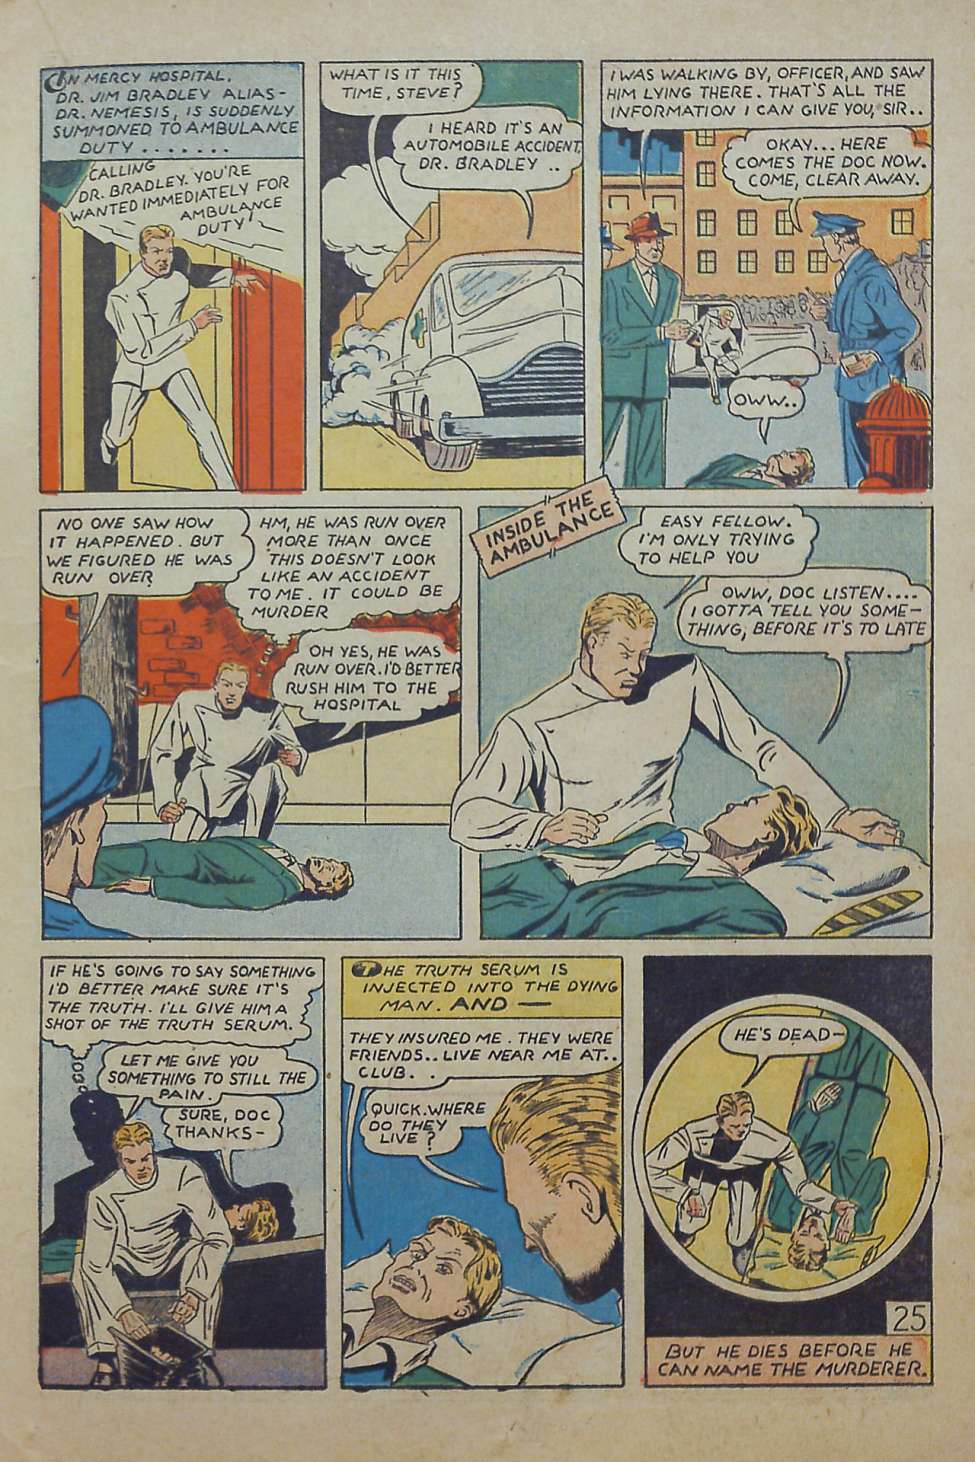 IN MERCY HOSPITAL.
DR. JIM BRADLEY ALIAS-
DR. NEMESIS, IS SUDDENLY
SUMMONED TO AMBULANCE
DUTY .......
CALLING
DR. BRADLEY. YOU'RE
WANTED IMMEDIATELY FOR
AMBULANCE
DUTY!
WHAT IS IT THIS
TIME, STEVE?
I HEARD IT'S AN
AUTOMOBILE ACCIDENT,
DR. BRADLEY ..
I WAS WALKING BY, OFFICER, AND SAW
HIM LYING THERE. THAT'S ALL THE
INFORMATION I CAN GIVE YOU, SIR..
OKAY... HERE
COMES THE DOC NOW.
COME, CLEAR AWAY.
OWW..
NO ONE SAW HOW
IT HAPPENED. BUT
WE FIGURED HE WAS
RUN OVER.
HM, HE WAS RUN OVER
MORE THAN ONCE
THIS DOESN'T LOOK
LIKE AN ACCIDENT
TO ME. IT COULD BE
MURDER
OH YES, HE WAS
RUN OVER. I'D BETTER
RUSH HIM TO THE
HOSPITAL
INSIDE THE
AMBULANCE
EASY FELLOW.
I'M ONLY TRYING
TO HELP YOU
OWW, DOC LISTEN....
I GOTTA TELL YOU SOME-
THING, BEFORE IT'S TO LATE
IF HE'S GOING TO SAY SOMETHING
I'D BETTER MAKE SURE IT'S
THE TRUTH. I'LL GIVE HIM A
SHOT OF THE TRUTH SERUM.
LET ME GIVE YOU
SOMETHING TO STILL THE
PAIN.
SURE, DOC
THANKS-
THE TRUTH SERUM IS
INJECTED INTO THE DYING
MAN. AND —
THEY INSURED ME. THEY WERE
FRIENDS.. LIVE NEAR ME AT..
CLUB. .
QUICK. WHERE
DO THEY
LIVE?
HE'S DEAD-
25
BUT HE DIES BEFORE HE
CAN NAME THE MURDERER.